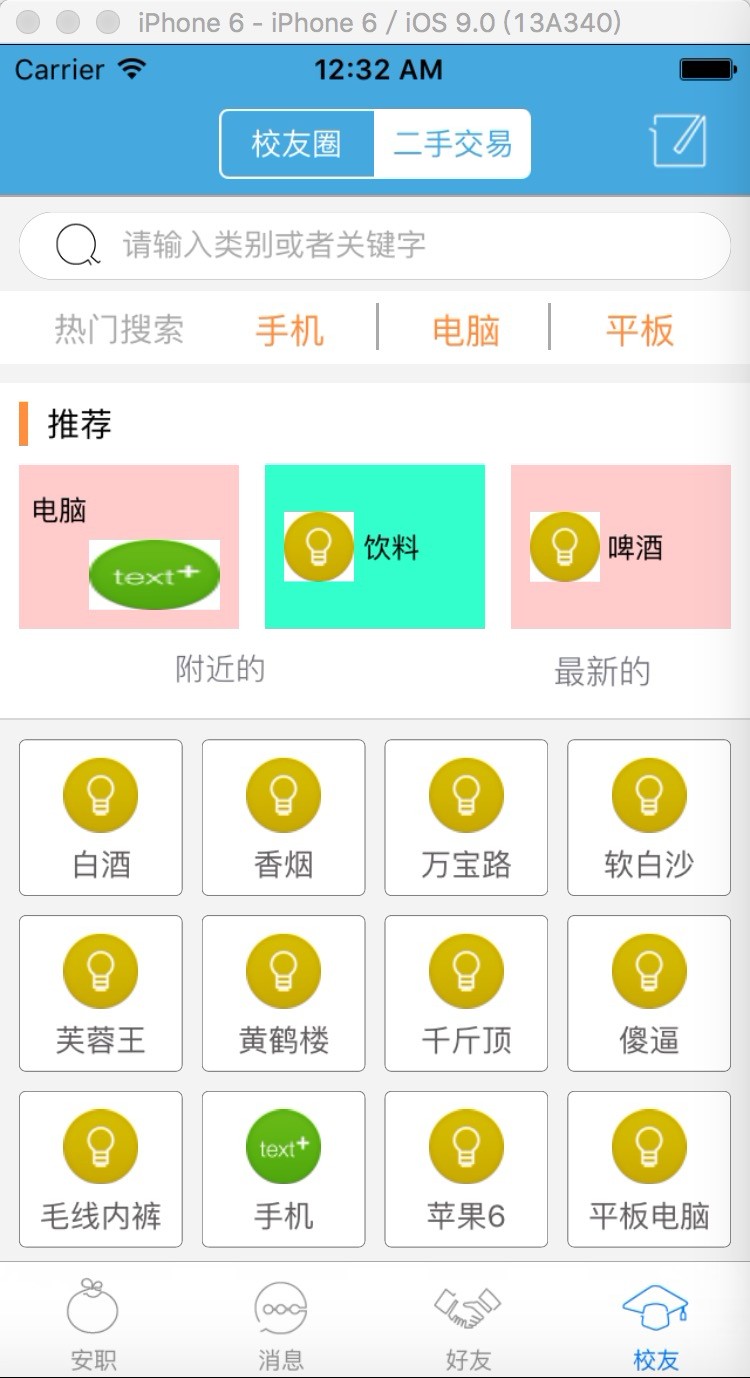 iPhone 6 - iPhone 6 / iOS 9.0 (13A340)
Carrier 12:32 AM
校友圈 二手交易
请输入类别或者关键字
热门搜索 手机 电脑 平板
推荐
电脑
text+
饮料
啤酒
附近的 最新的
白酒 香烟 万宝路 软白沙
芙蓉王 黄鹤楼 千斤顶 傻逼
text+
毛线内裤 手机 苹果6 平板电脑
安职 消息 好友 校友